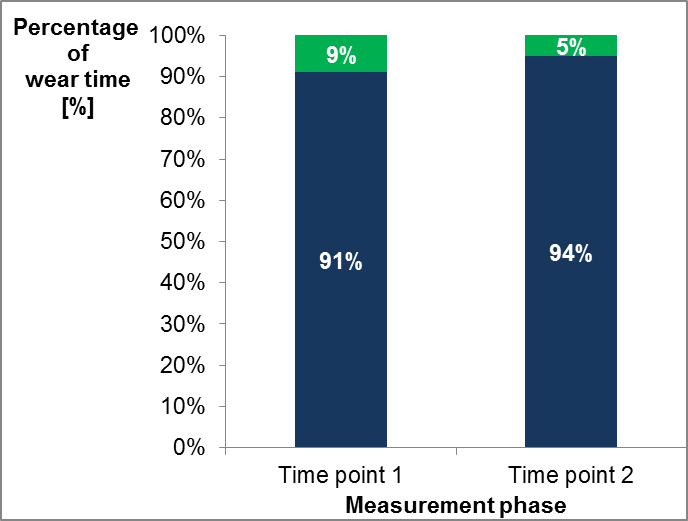 Percentage
of
wear time
[%]
100%
90%
80%
70%
60%
50%
40%
30%
20%
10%
0%
9%
5%
91%
94%
Time point 1
Time point 2
Measurement phase